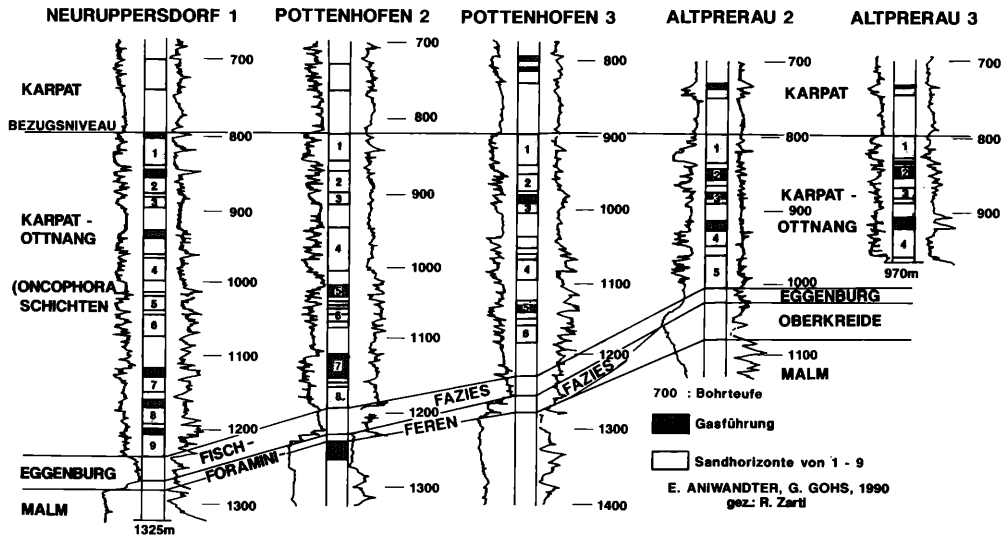 NEURUPPERSDORF 1
POTTENHOFEN 2
POTTENHOFEN 3
ALTPRERAU 2
ALTPRERAU 3
KARPAT
BEZUGSNIVEAU
KARPAT -
OTTNANG
(ONCOPHORA
SCHICHTEN
EGGENBURG
MALM
1
2
3
4
5
6
7
8
9
1325m
700
800
900
1000
1100
1200
1300
1
2
3
4
5
6
7
8
700
800
900
1000
1100
1200
1300
1
2
3
4
5
6
800
900
1000
1100
1200
1300
1400
FISCH -
FAZIES
FORAMINI
FEREN
FAZIES
KARPAT
1
2
3
4
5
700
800
900
1000
1100
KARPAT -
OTTNANG
EGGENBURG
OBERKREIDE
MALM
1
2
3
4
970m
700
800
900
700 : Bohrteufe
Gasführung
Sandhorizonte von 1 - 9
E. ANIWANDTER, G. GOHS, 1990
gez.: R. Zartl